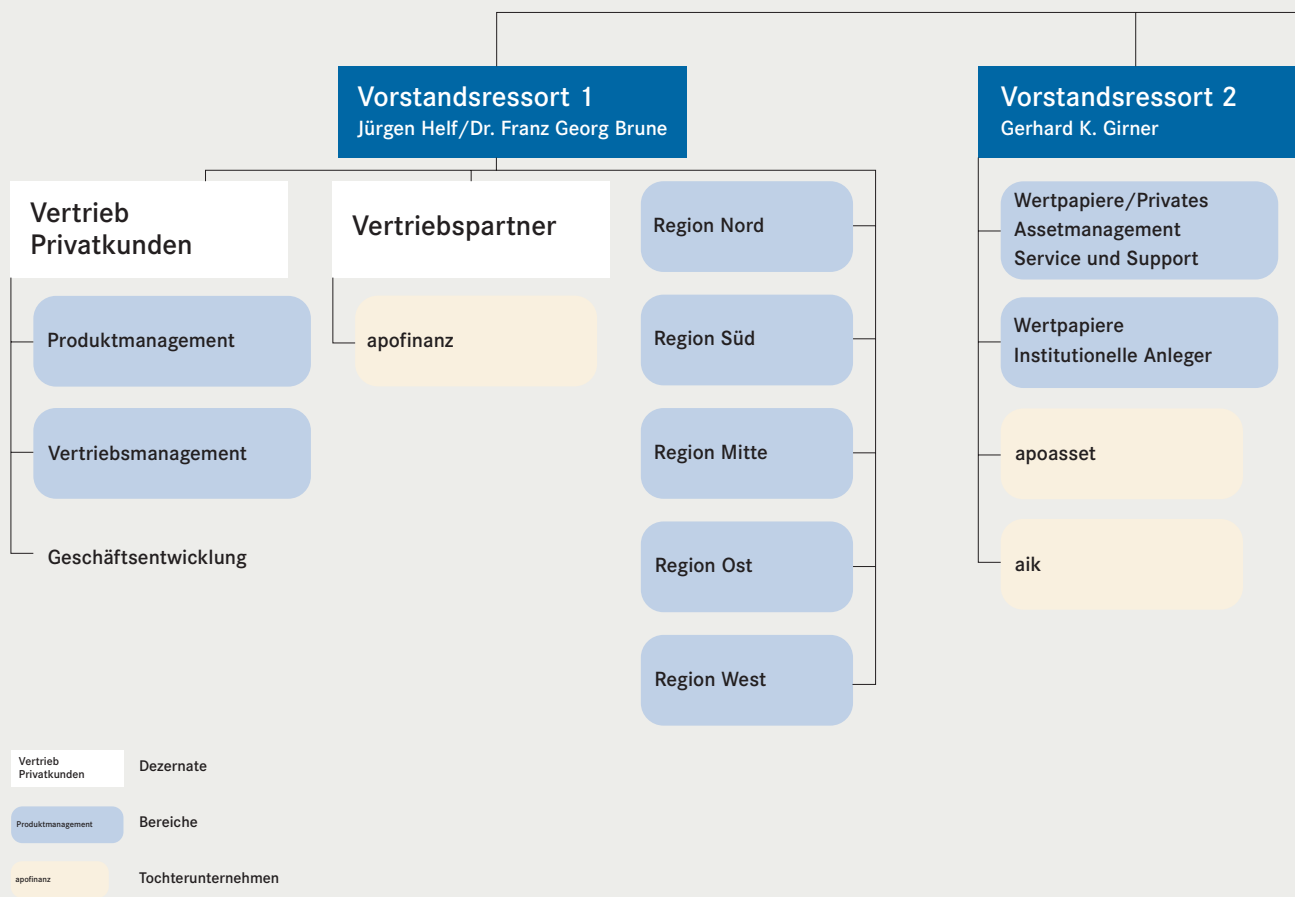 Vorstandsressort 1
Jürgen Helf/Dr. Franz Georg Brune
Vertrieb
Privatkunden
Produktmanagement
Vertriebsmanagement
Geschäftsentwicklung
Vertriebspartner
apofinanz
Region Nord
Region Süd
Region Mitte
Region Ost
Region West
Vorstandsressort 2
Gerhard K. Girner
Wertpapiere/Privates
Assetmanagement
Service und Support
Wertpapiere
Institutionelle Anleger
apoasset
aik
Vertrieb
Privatkunden
Dezernate
Produktmanagement
Bereiche
apofinanz
Tochterunternehmen